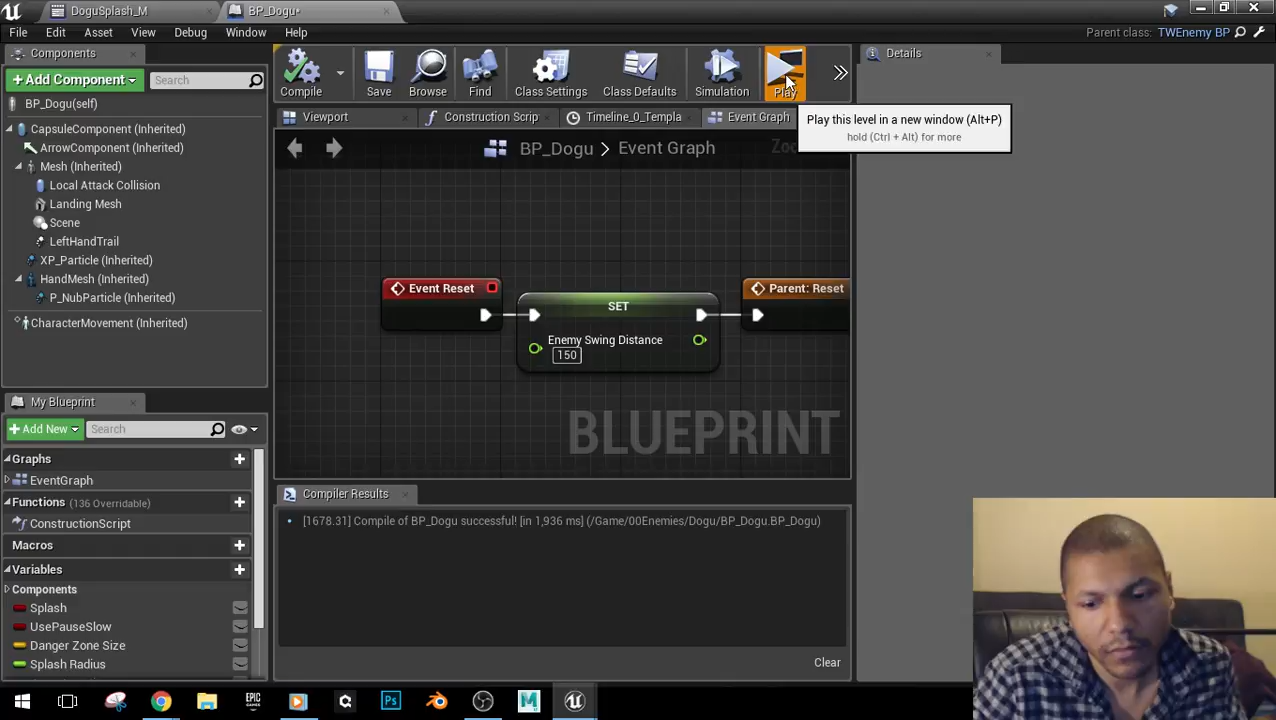 DoguSplash_M
BP_Dogu*
File Edit Asset View Debug Window Help
Parent class: TWEnemy BP
Components
+ Add Component
Search
BP_Dogu(self)
CapsuleComponent (Inherited)
ArrowComponent (Inherited)
Mesh (Inherited)
Local Attack Collision
Landing Mesh
Scene
LeftHandTrail
XP_Particle (Inherited)
HandMesh (Inherited)
P_NubParticle (Inherited)
CharacterMovement (Inherited)
My Blueprint
+ Add New
Search
Graphs
EventGraph
Functions (136 Overridable)
ConstructionScript
Macros
Variables
Components
Splash
UsePauseSlow
Danger Zone Size
Splash Radius
Compile Save Browse Find Class Settings Class Defaults Simulation Play
Viewport Construction Scrip Timeline_0_Templa Event Graph
BP_Dogu > Event Graph
Zoo
Event Reset
SET
Enemy Swing Distance
150
Parent: Reset
BLUEPRINT
Compiler Results
[1678.31] Compile of BP_Dogu successful! [in 1,936 ms] (/Game/00Enemies/Dogu/BP_Dogu.BP_Dogu)
Clear
Details
Play this level in a new window (Alt+P)
hold (Ctrl + Alt) for more
EPIC
GAMES
Ps
M